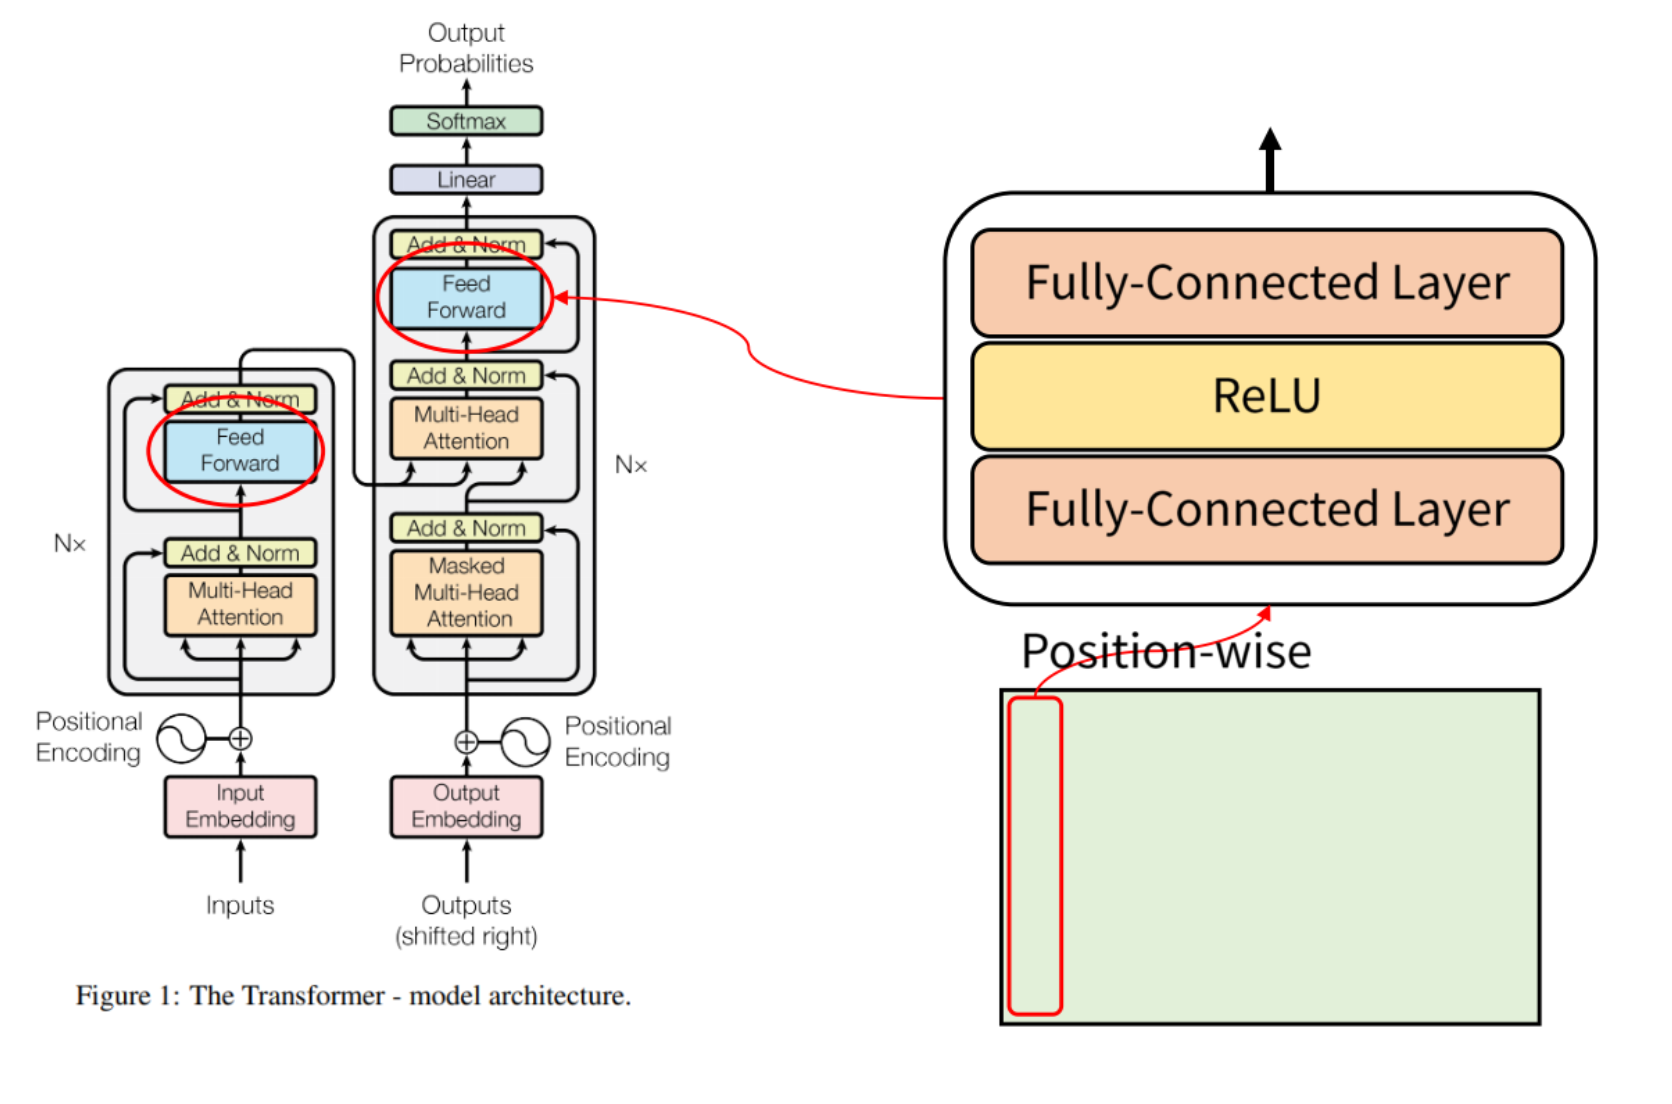 Output
Probabilities
Softmax
Linear
Add & Norm
Feed
Forward
Add & Norm
Multi-Head
Attention
Add & Norm
Masked
Multi-Head
Attention
Nx
Add & Norm
Feed
Forward
Add & Norm
Multi-Head
Attention
Nx
Positional
Encoding
Positional
Encoding
Input
Embedding
Output
Embedding
Inputs
Outputs
(shifted right)
Figure 1: The Transformer - model architecture.
Fully-Connected Layer
ReLU
Fully-Connected Layer
Position-wise